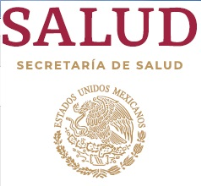 SALUD
SECRETARÍA DE SALUD
ESTADOS UNIDOS MEXICANOS